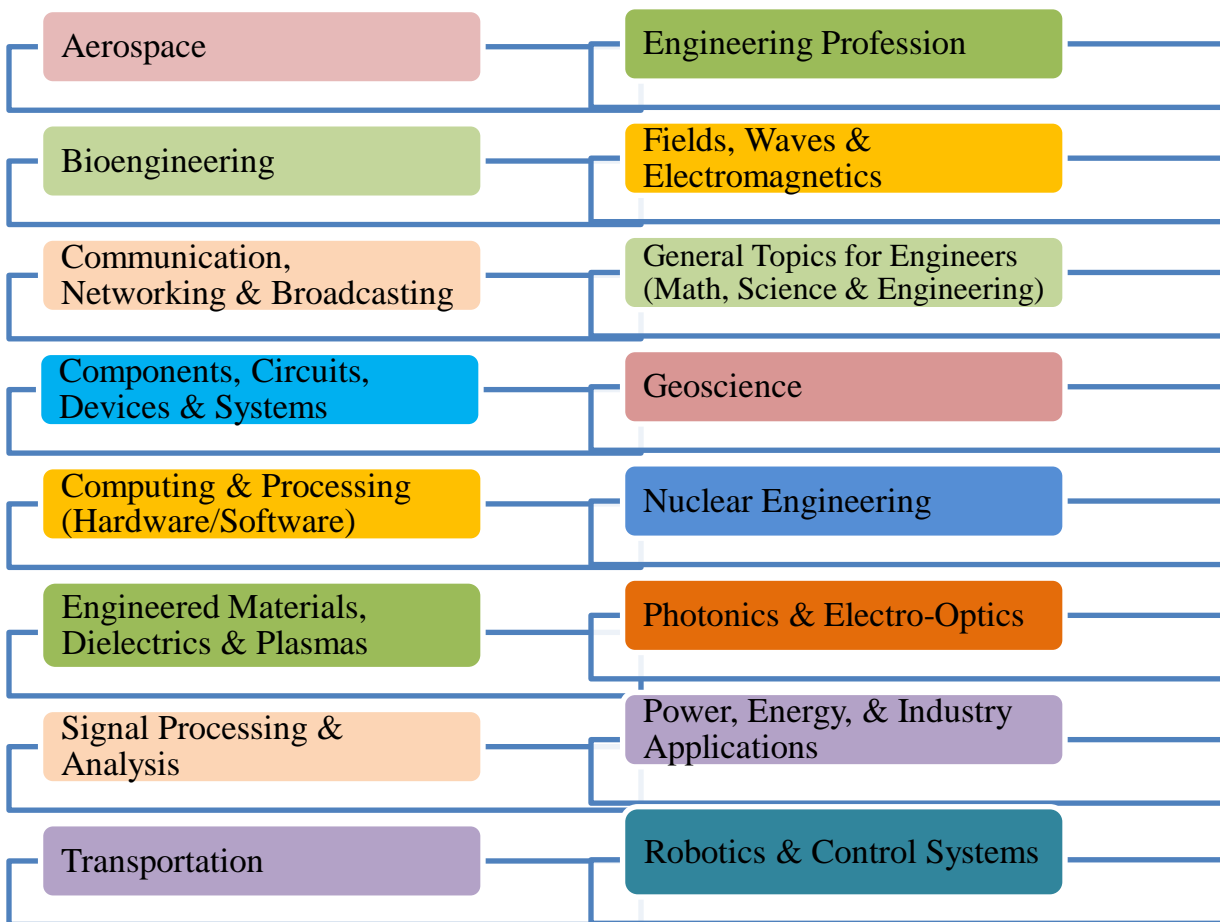 Aerospace
Bioengineering
Communication,
Networking & Broadcasting
Components, Circuits,
Devices & Systems
Computing & Processing
(Hardware/Software)
Engineered Materials,
Dielectrics & Plasmas
Signal Processing &
Analysis
Transportation
Engineering Profession
Fields, Waves &
Electromagnetics
General Topics for Engineers
(Math, Science & Engineering)
Geoscience
Nuclear Engineering
Photonics & Electro-Optics
Power, Energy, & Industry
Applications
Robotics & Control Systems